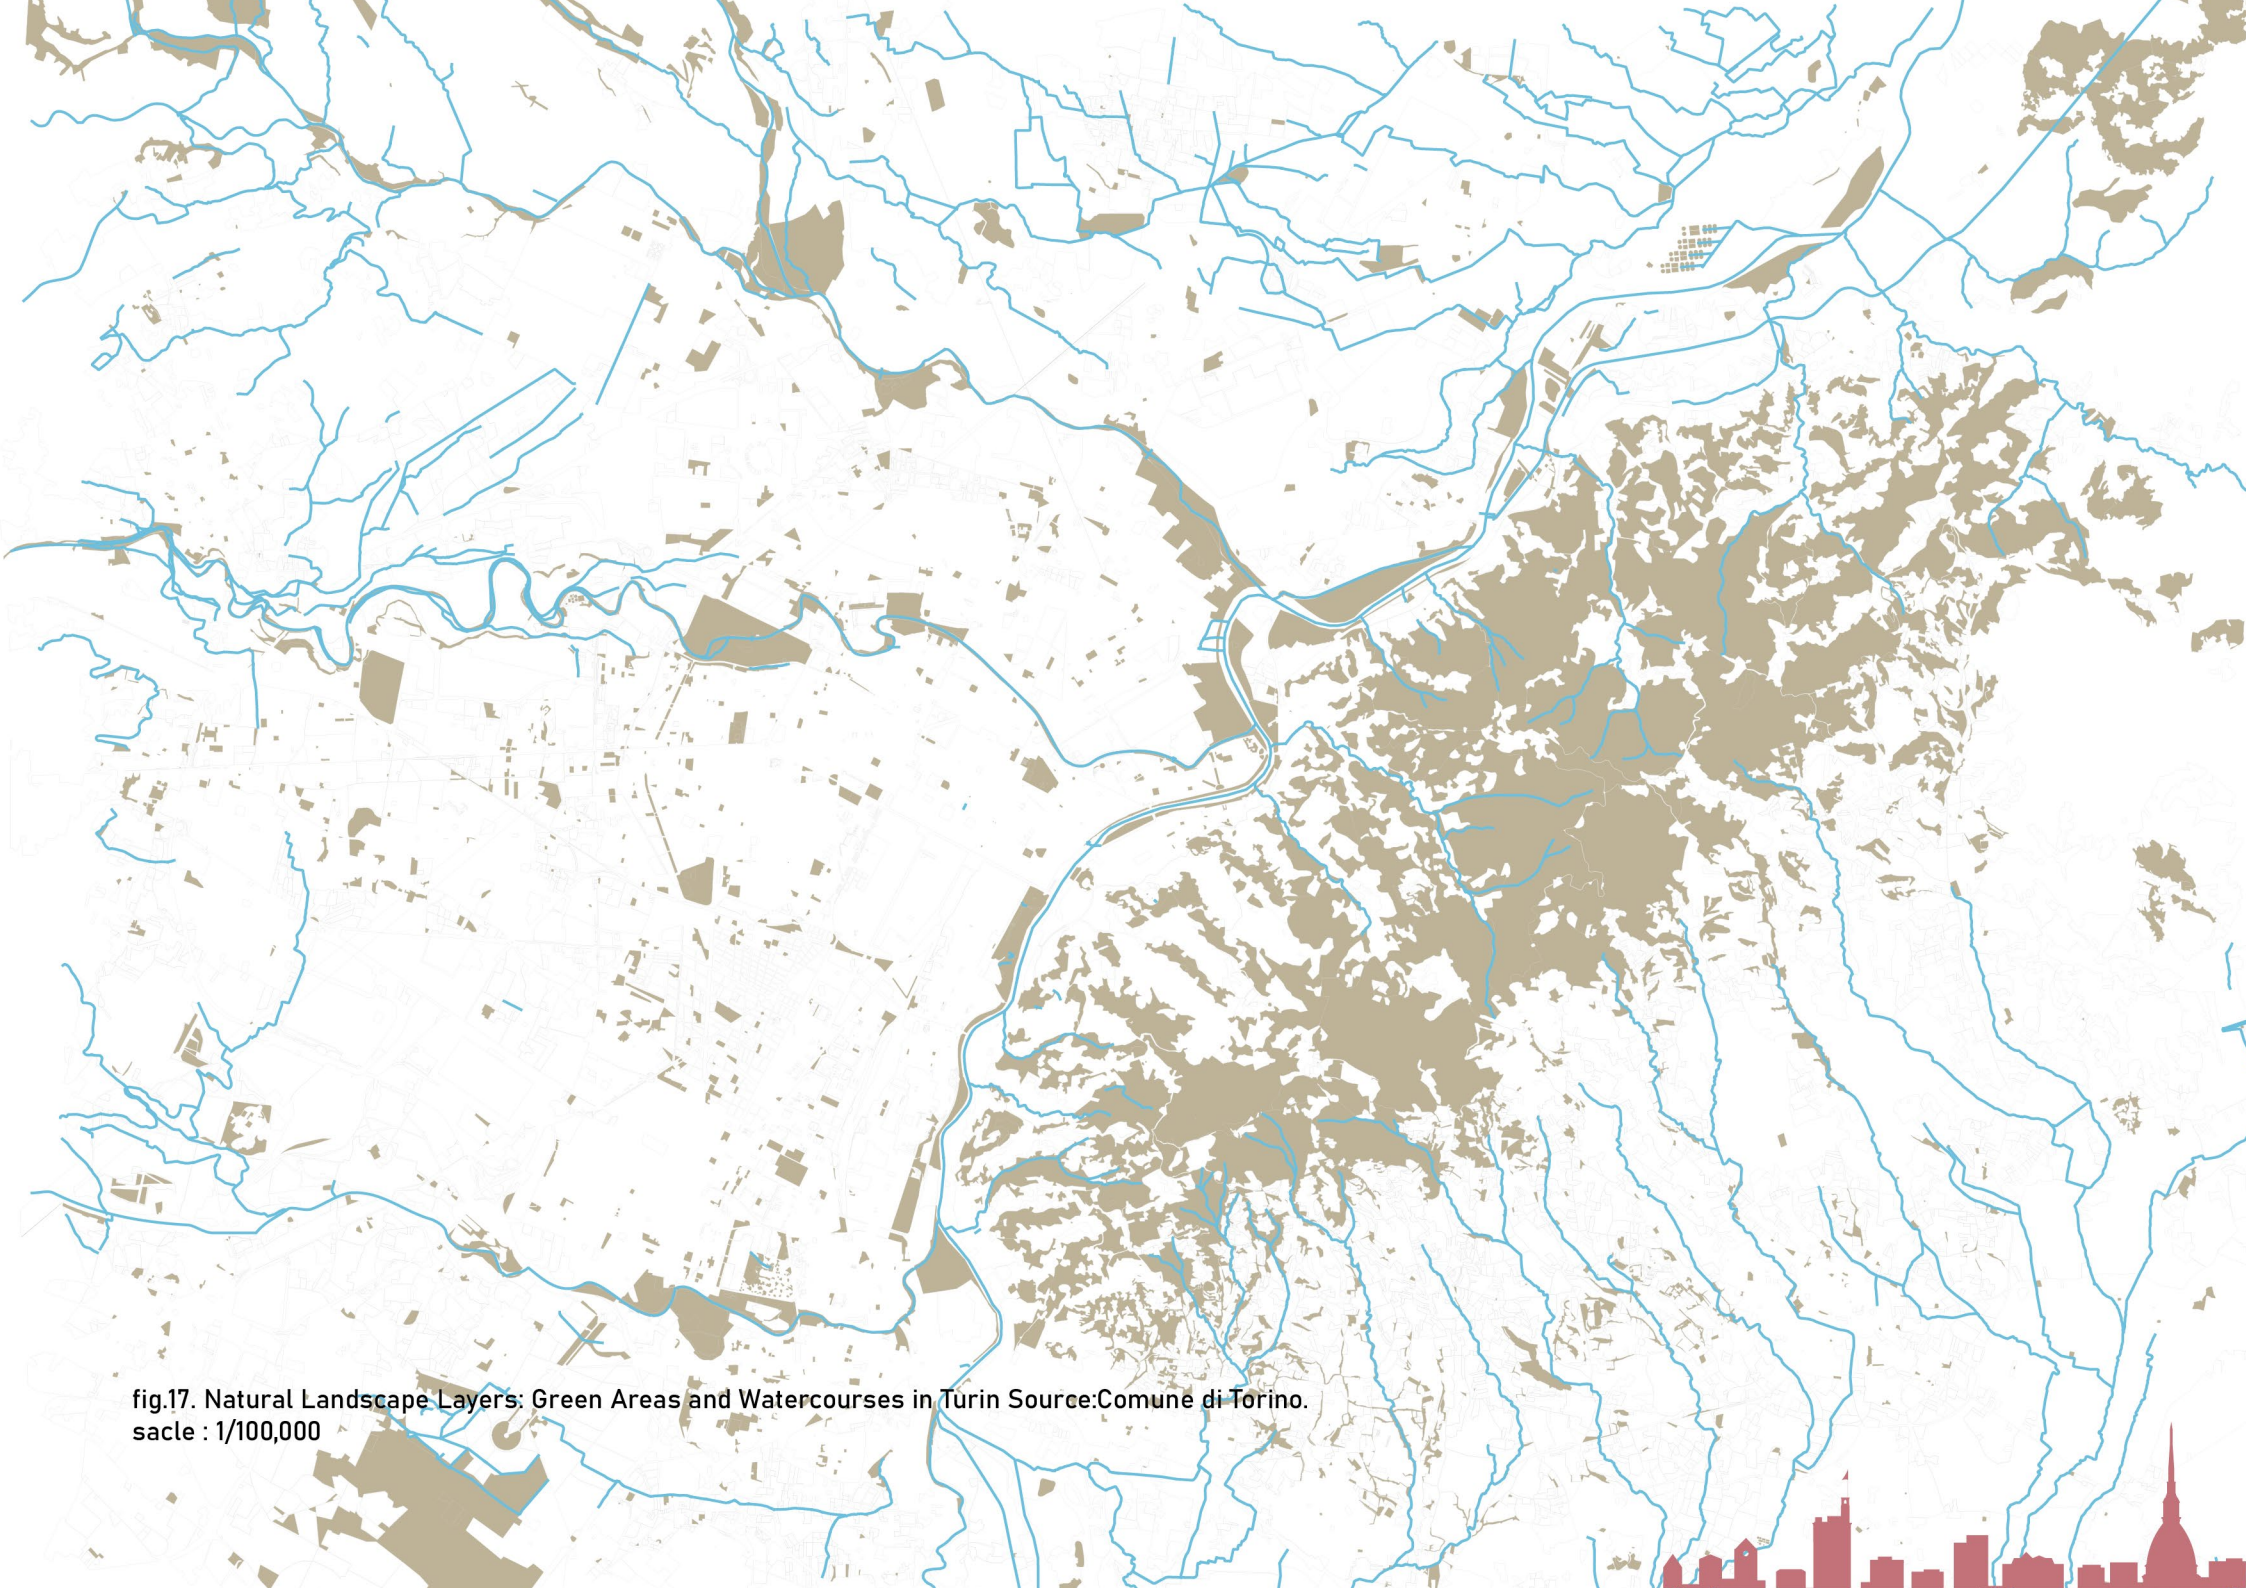 fig.17. Natural Landscape Layers: Green Areas and Watercourses in Turin Source:Comune di Torino.
sacle : 1/100,000